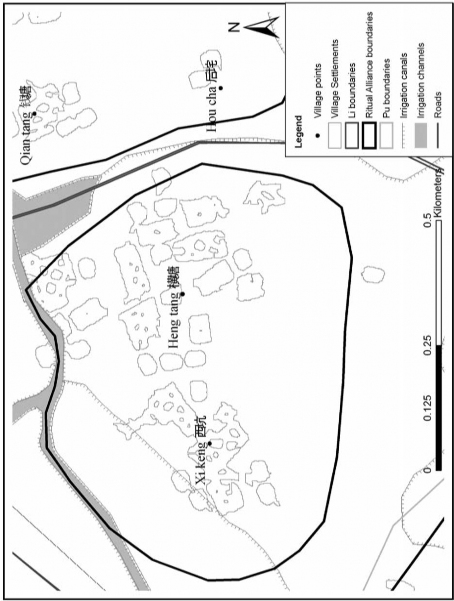 Qian tang 钱塘
Hou cha 后垞
Heng tang 横塘
Xi keng 西坑
N
Legend
Village points
Village Settlements
Li boundaries
Ritual Alliance boundaries
Pu boundaries
Irrigation canals
Irrigation channels
Roads
0 0.125 0.25 0.5
Kilometers